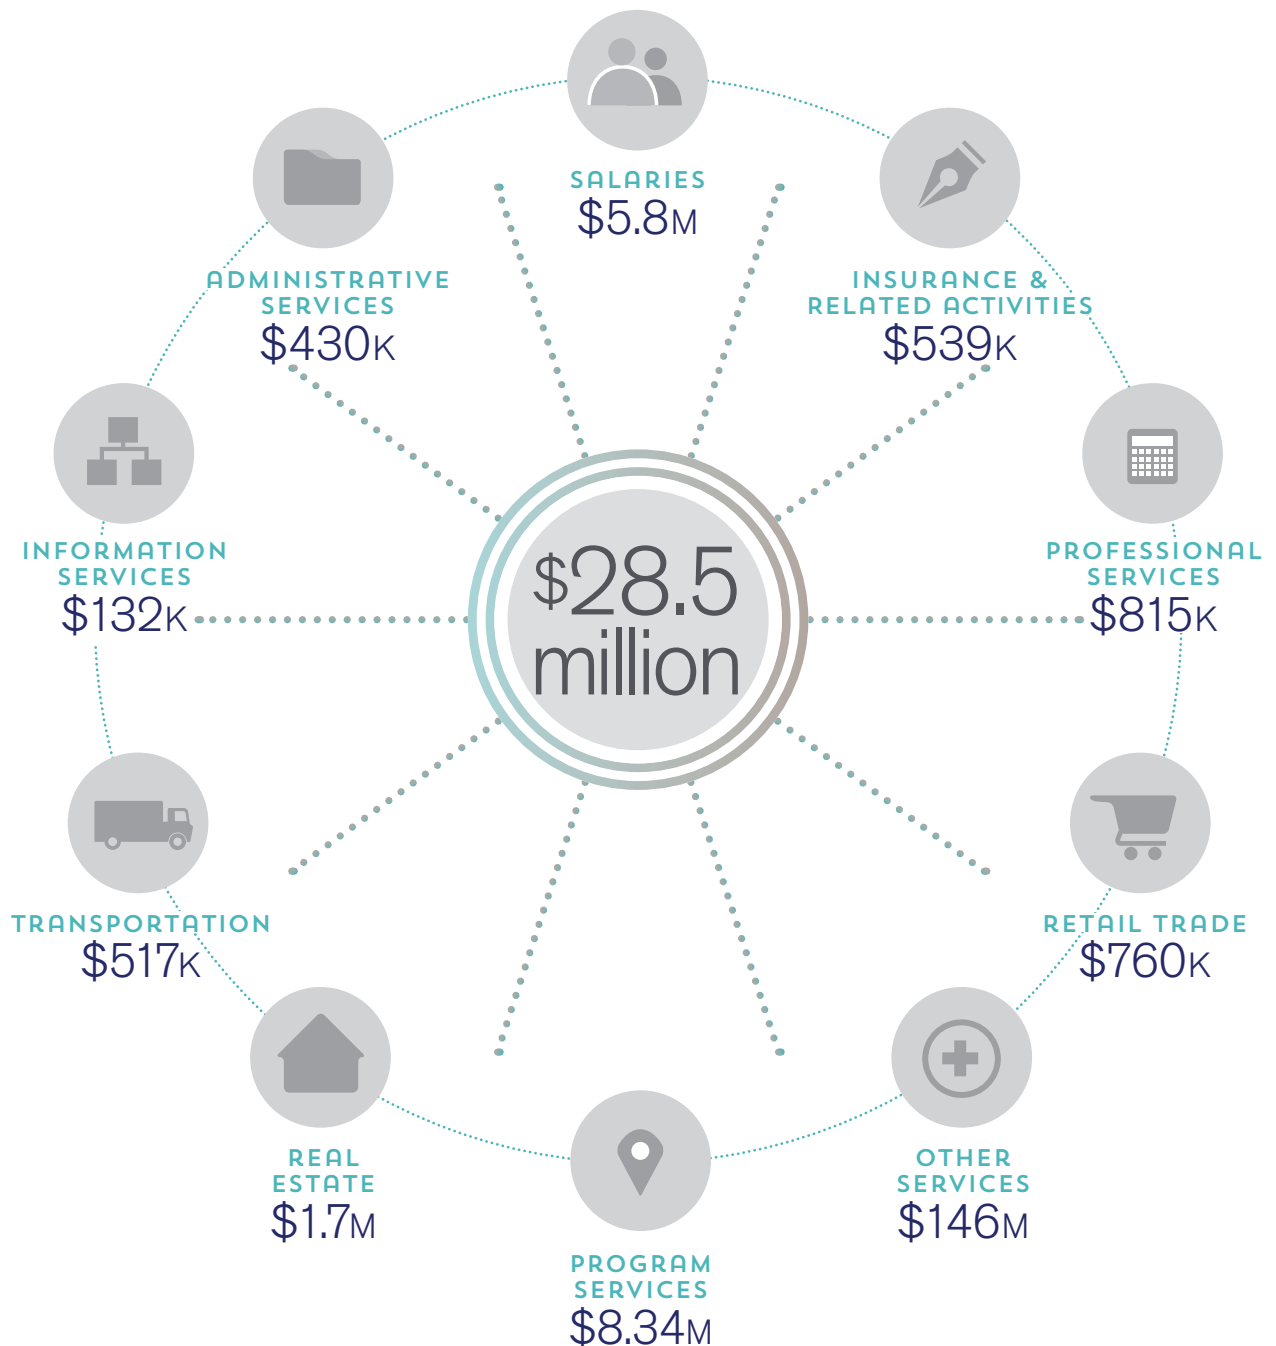 SALARIES
$5.8M
INSURANCE &
RELATED ACTIVITIES
$539K
PROFESSIONAL
SERVICES
$815K
RETAIL TRADE
$760K
OTHER
SERVICES
$146M
PROGRAM
SERVICES
$8.34M
REAL
ESTATE
$1.7M
TRANSPORTATION
$517K
INFORMATION
SERVICES
$132K
ADMINISTRATIVE
SERVICES
$430K
$28.5
million